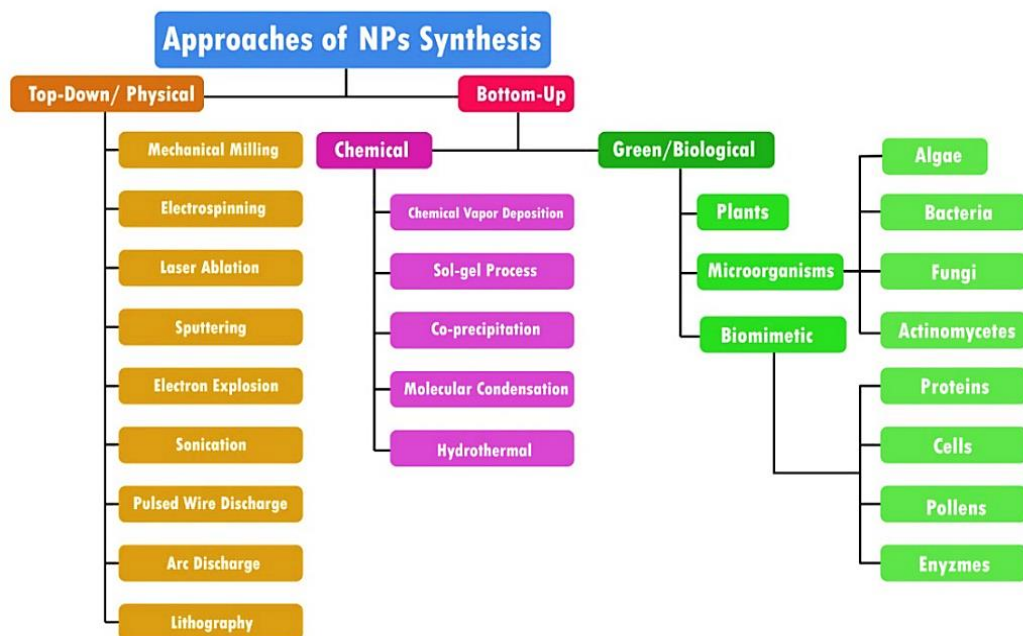 Approaches of NPs Synthesis
Top-Down/ Physical
Bottom-Up
Mechanical Milling
Electrospinning
Laser Ablation
Sputtering
Electron Explosion
Sonication
Pulsed Wire Discharge
Arc Discharge
Lithography
Chemical
Chemical Vapor Deposition
Sol-gel Process
Co-precipitation
Molecular Condensation
Hydrothermal
Green/Biological
Plants
Microorganisms
Biomimetic
Algae
Bacteria
Fungi
Actinomycetes
Proteins
Cells
Pollens
Enyzmes